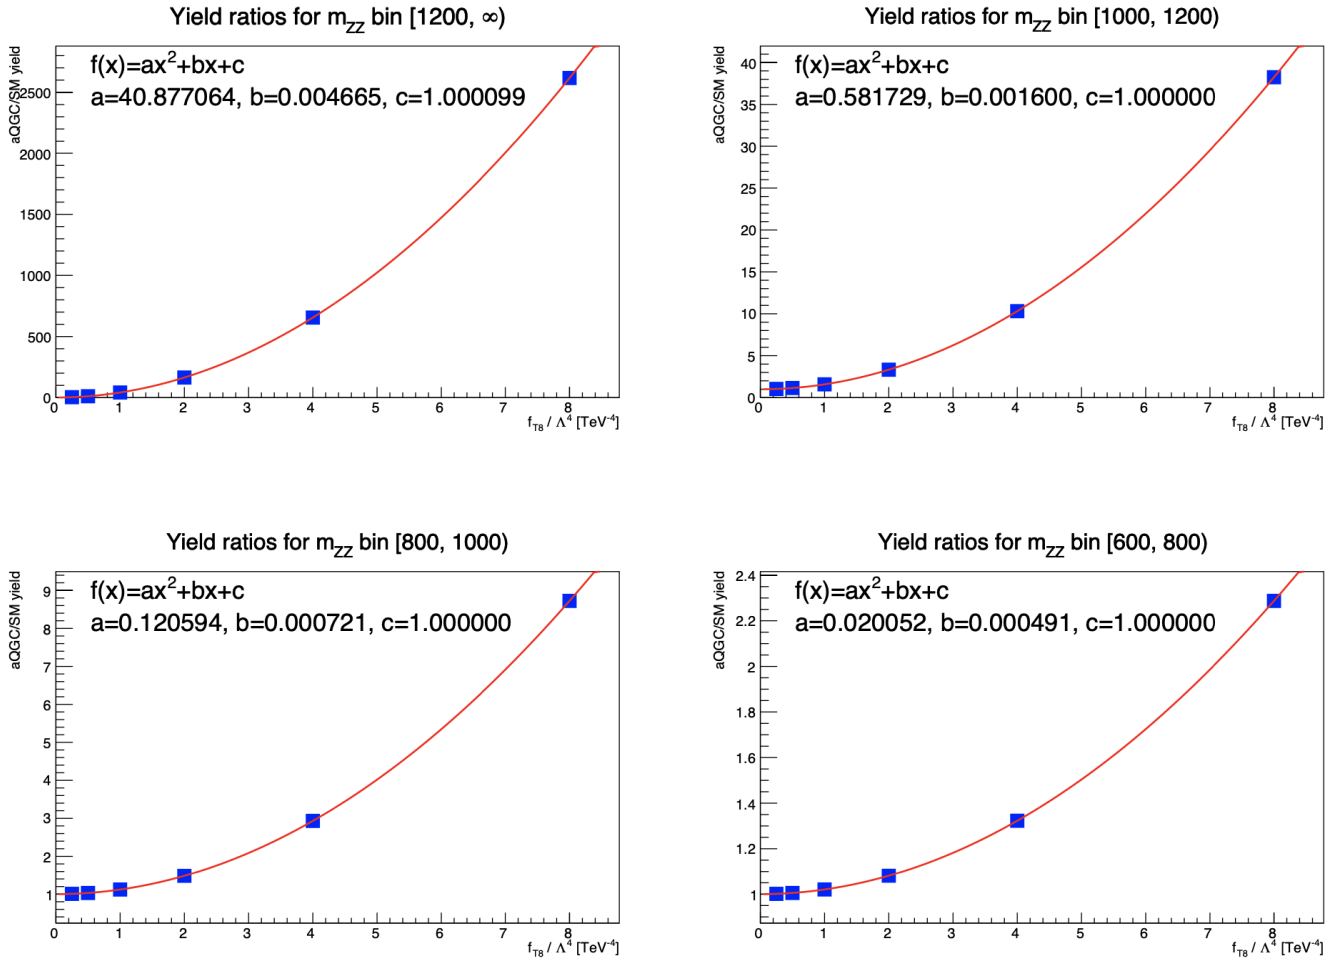 Yield ratios for mZZ bin [1200, ∞)
aQGC/SM yield
f(x)=ax²+bx+c
a=40.877064, b=0.004665, c=1.000099
2500
2000
1500
1000
500
0
0 1 2 3 4 5 6 7 8
fT8 / Λ⁴ [TeV⁻⁴]
Yield ratios for mZZ bin [1000, 1200)
aQGC/SM yield
f(x)=ax²+bx+c
a=0.581729, b=0.001600, c=1.000000
40
35
30
25
20
15
10
5
0
0 1 2 3 4 5 6 7 8
fT8 / Λ⁴ [TeV⁻⁴]
Yield ratios for mZZ bin [800, 1000)
aQGC/SM yield
f(x)=ax²+bx+c
a=0.120594, b=0.000721, c=1.000000
9
8
7
6
5
4
3
2
1
0 1 2 3 4 5 6 7 8
fT8 / Λ⁴ [TeV⁻⁴]
Yield ratios for mZZ bin [600, 800)
aQGC/SM yield
f(x)=ax²+bx+c
a=0.020052, b=0.000491, c=1.000000
2.4
2.2
2
1.8
1.6
1.4
1.2
1
0 1 2 3 4 5 6 7 8
fT8 / Λ⁴ [TeV⁻⁴]